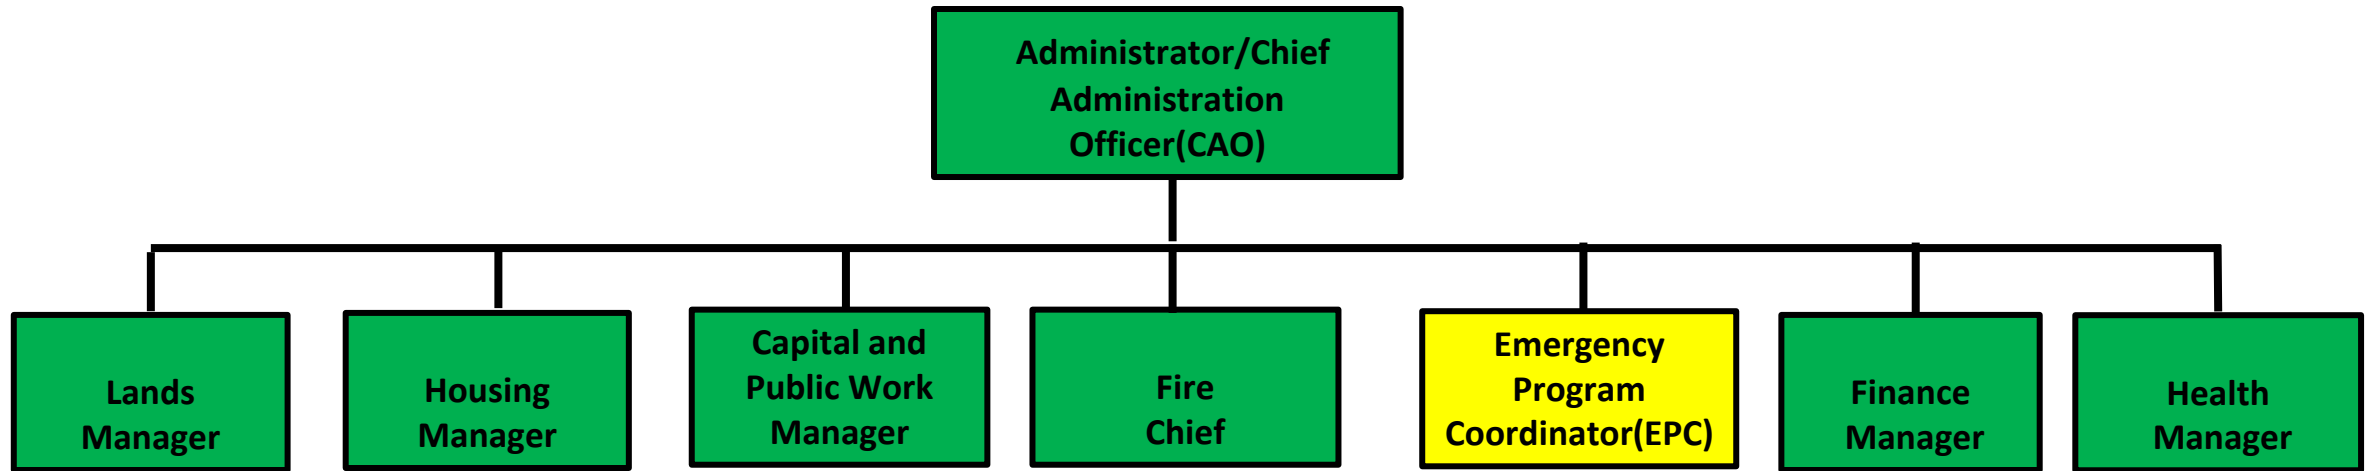 Administrator/Chief
Administration
Officer(CAO)
Lands
Manager
Housing
Manager
Capital and
Public Work
Manager
Fire
Chief
Emergency
Program
Coordinator(EPC)
Finance
Manager
Health
Manager